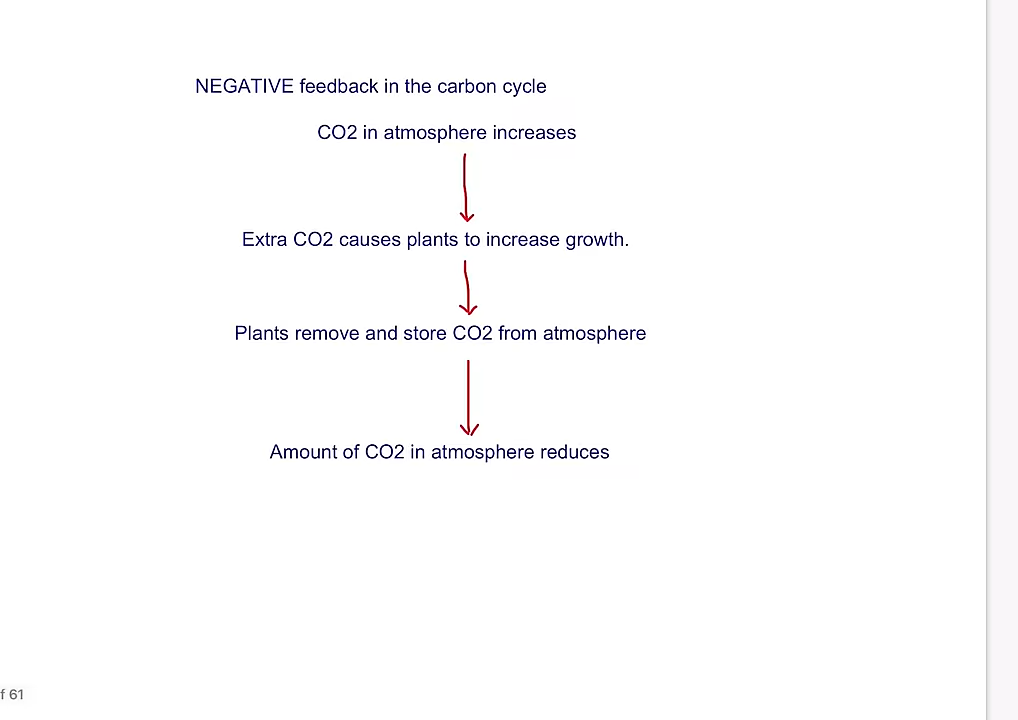 NEGATIVE feedback in the carbon cycle
CO2 in atmosphere increases
Extra CO2 causes plants to increase growth.
Plants remove and store CO2 from atmosphere
Amount of CO2 in atmosphere reduces
f 61